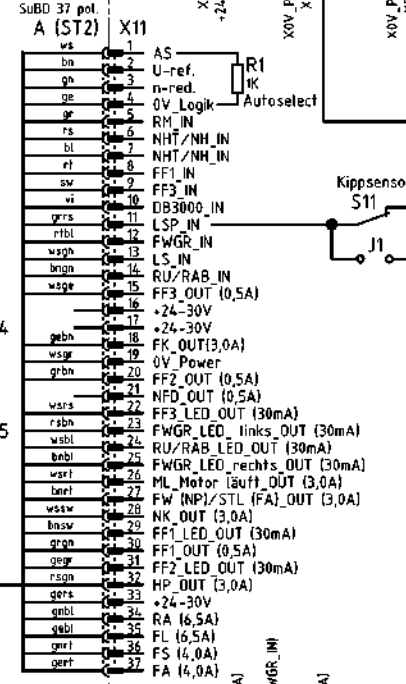 SuBD 37 pol.
A (ST2) X11
ws 1 AS
bn 2 U-ref.
gn 3 n-red.
ge 4 0V_Logik
gr 5 RM_IN
rs 6 NHT/NH_IN
bl 7 NHT/NH_IN
rt 8 FF1_IN
sw 9 FF3_IN
vi 10 DB3000_IN
grrs 11 LSP_IN
rtbl 12 FWGR_IN
wsgn 13 LS_IN
bngn 14 RU/RAB_IN
wsge 15 FF3_OUT (0,5A)
16 +24-30V
17 +24-30V
gebn 18 FK_OUT(3,0A)
wsgr 19 0V_Power
grbn 20 FF2_OUT (0,5A)
21 NFD_OUT (0,5A)
wsrs 22 FF3_LED_OUT (30mA)
rsbn 23 FWGR_LED_ links_OUT (30mA)
wsbl 24 RU/RAB_LED_OUT (30mA)
bnbl 25 FWGR_LED_rechts_OUT (30mA)
wsrt 26 ML_Motor läuft_OUT (3,0A)
bnrt 27 FW (NP)/STL (FA)_OUT (3,0A)
wssw 28 NK_OUT (3,0A)
bnsw 29 FF1_LED_OUT (30mA)
grgn 30 FF1_OUT (0,5A)
gegr 31 FF2_LED_OUT (30mA)
rsgn 32 HP_OUT (3,0A)
gers 33 +24-30V
gnbl 34 RA (6,5A)
gebl 35 FL (6,5A)
gnrt 36 FS (4,0A)
gert 37 FA (4,0A)
R1
1K
Autoselect
Kippsenso
S11
J1
X
+24-
X0V_P
X
X0V_P
4
5
A)
WGR_IN)
A)